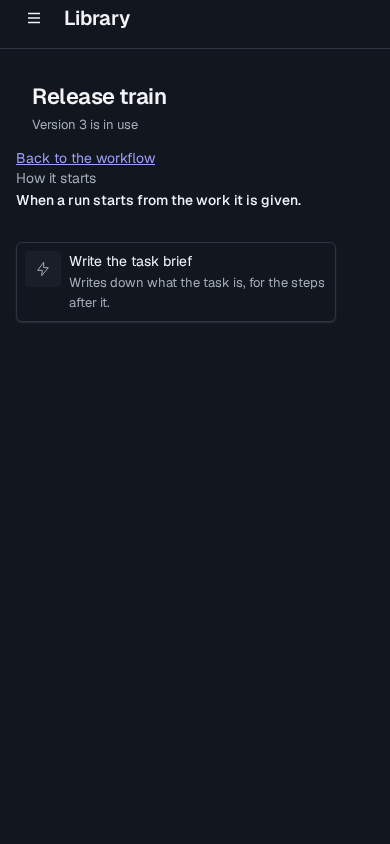 Library
Release train
Version 3 is in use
Back to the workflow
How it starts
When a run starts from the work it is given.
Write the task brief
Writes down what the task is, for the steps
after it.